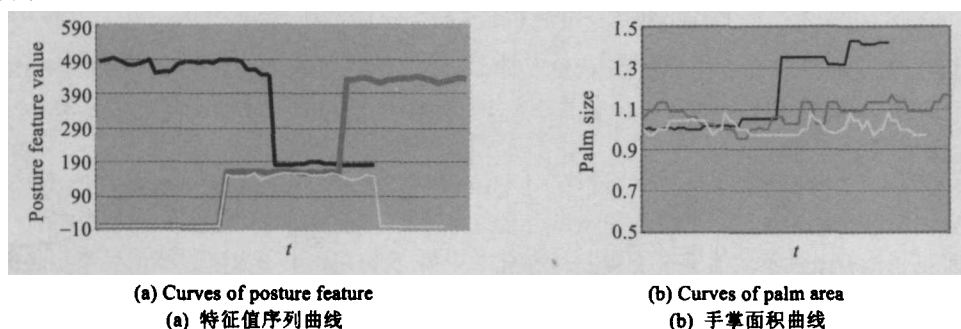 590
490
390
290
190
90
-10
Posture feature value
t
1.5
1.3
1.1
0.9
0.7
0.5
Palm size
t
(a) Curves of posture feature
(a) 特征值序列曲线
(b) Curves of palm area
(b) 手掌面积曲线